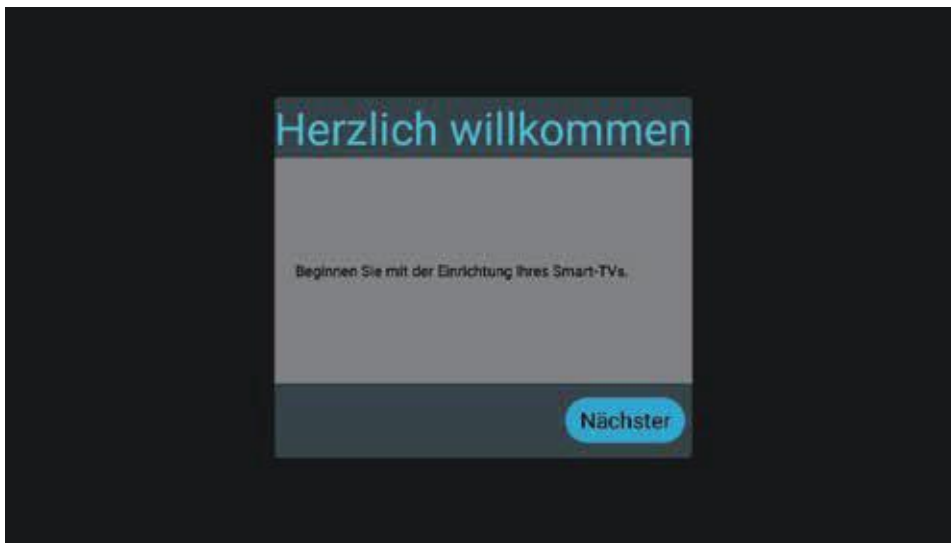 Herzlich willkommen
Beginnen Sie mit der Einrichtung Ihres Smart-TVs.
Nächster